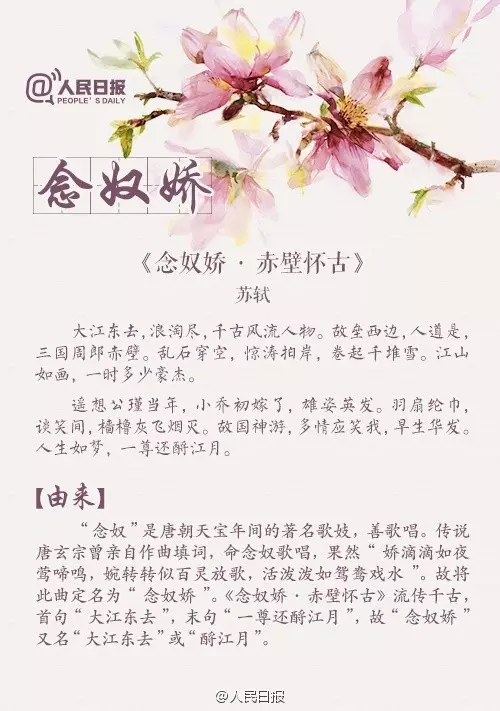 @人民日报
PEOPLE'S DAILY
念奴娇
《念奴娇·赤壁怀古》
苏轼
大江东去,浪淘尽,千古风流人物。故垒西边,人道是,
三国周郎赤壁。乱石穿空,惊涛拍岸,卷起千堆雪。江山
如画,一时多少豪杰。
遥想公瑾当年,小乔初嫁了,雄姿英发。羽扇纶巾,
谈笑间,樯橹灰飞烟灭。故国神游,多情应笑我,早生华发。
人生如梦,一尊还酹江月。
【由来】
“念奴”是唐朝天宝年间的著名歌妓,善歌唱。传说
唐玄宗曾亲自作曲填词,命念奴歌唱,果然“娇滴滴如夜
莺啼鸣,婉转转似百灵放歌,活泼泼如鸳鸯戏水”。故将
此曲定名为“念奴娇”。《念奴娇·赤壁怀古》流传千古,
首句“大江东去”,末句“一尊还酹江月”,故“念奴娇”
又名“大江东去”或“酹江月”。
@人民日报